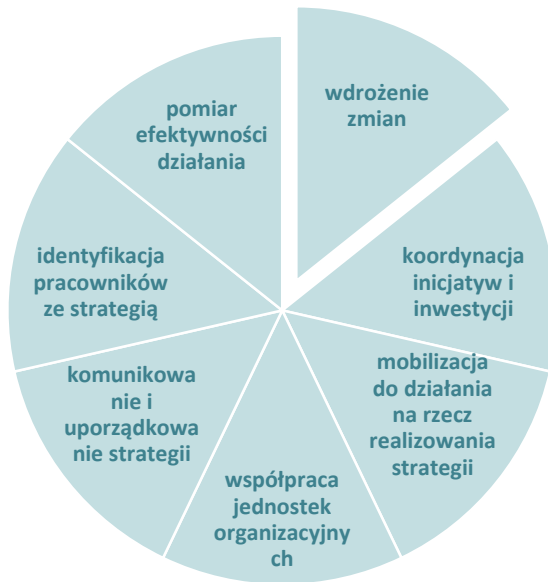 wdrożenie
zmian
koordynacja
inicjatyw i
inwestycji
mobilizacja
do działania
na rzecz
realizowania
strategii
współpraca
jednostek
organizacyjny
ch
komunikowa
nie i
uporządkowa
nie strategii
identyfikacja
pracowników
ze strategią
pomiar
efektywności
działania